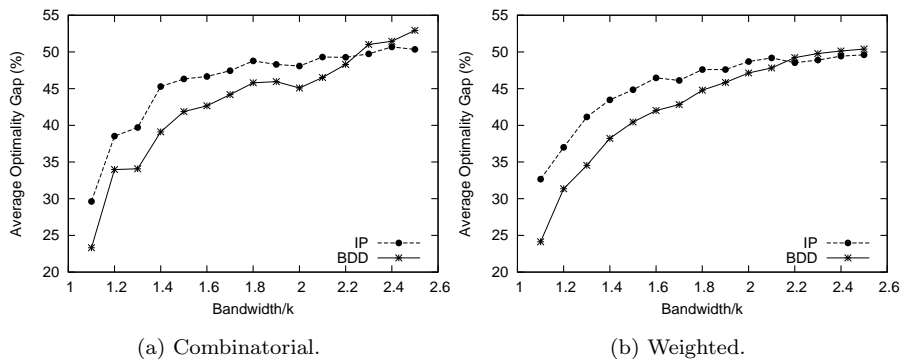 55
50
45
40
35
30
25
20
Average Optimality Gap (%)
IP
BDD
1 1.2 1.4 1.6 1.8 2 2.2 2.4 2.6
Bandwidth/k
(a) Combinatorial.
55
50
45
40
35
30
25
20
Average Optimality Gap (%)
IP
BDD
1 1.2 1.4 1.6 1.8 2 2.2 2.4 2.6
Bandwidth/k
(b) Weighted.